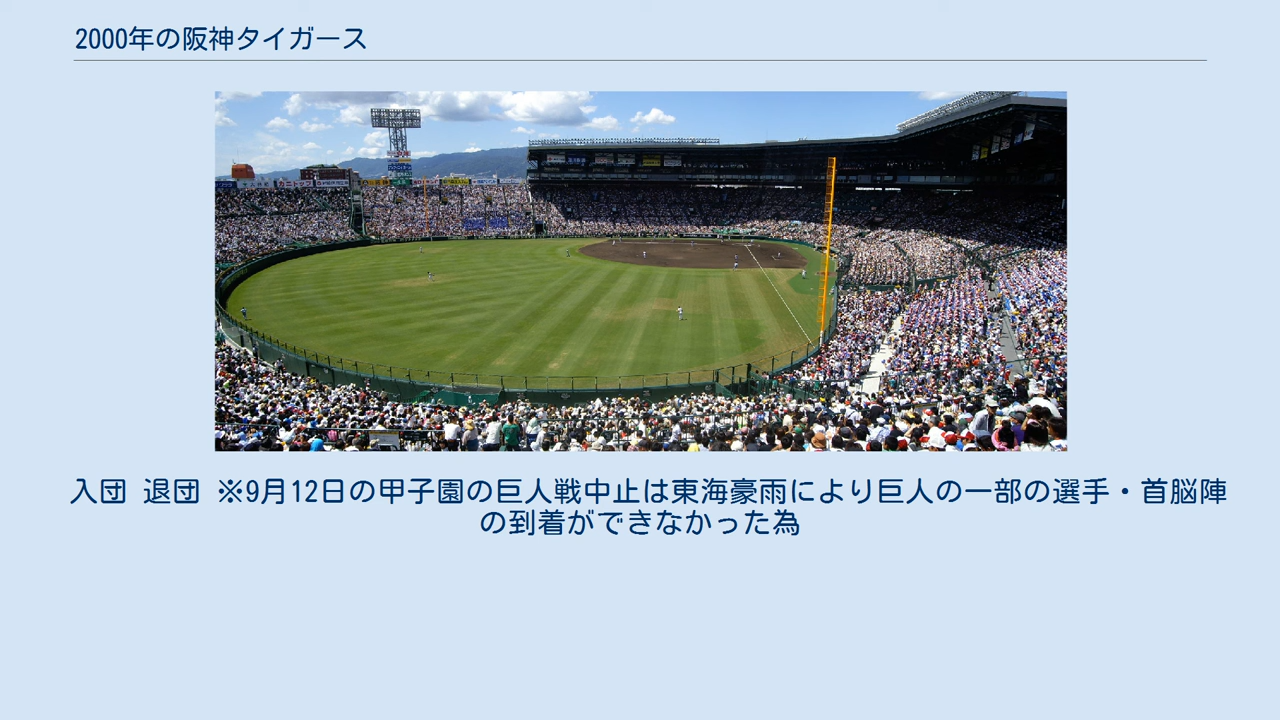 2000年の阪神タイガース
入団 退団 ※9月12日の甲子園の巨人戦中止は東海豪雨により巨人の一部の選手・首脳陣
の到着ができなかった為